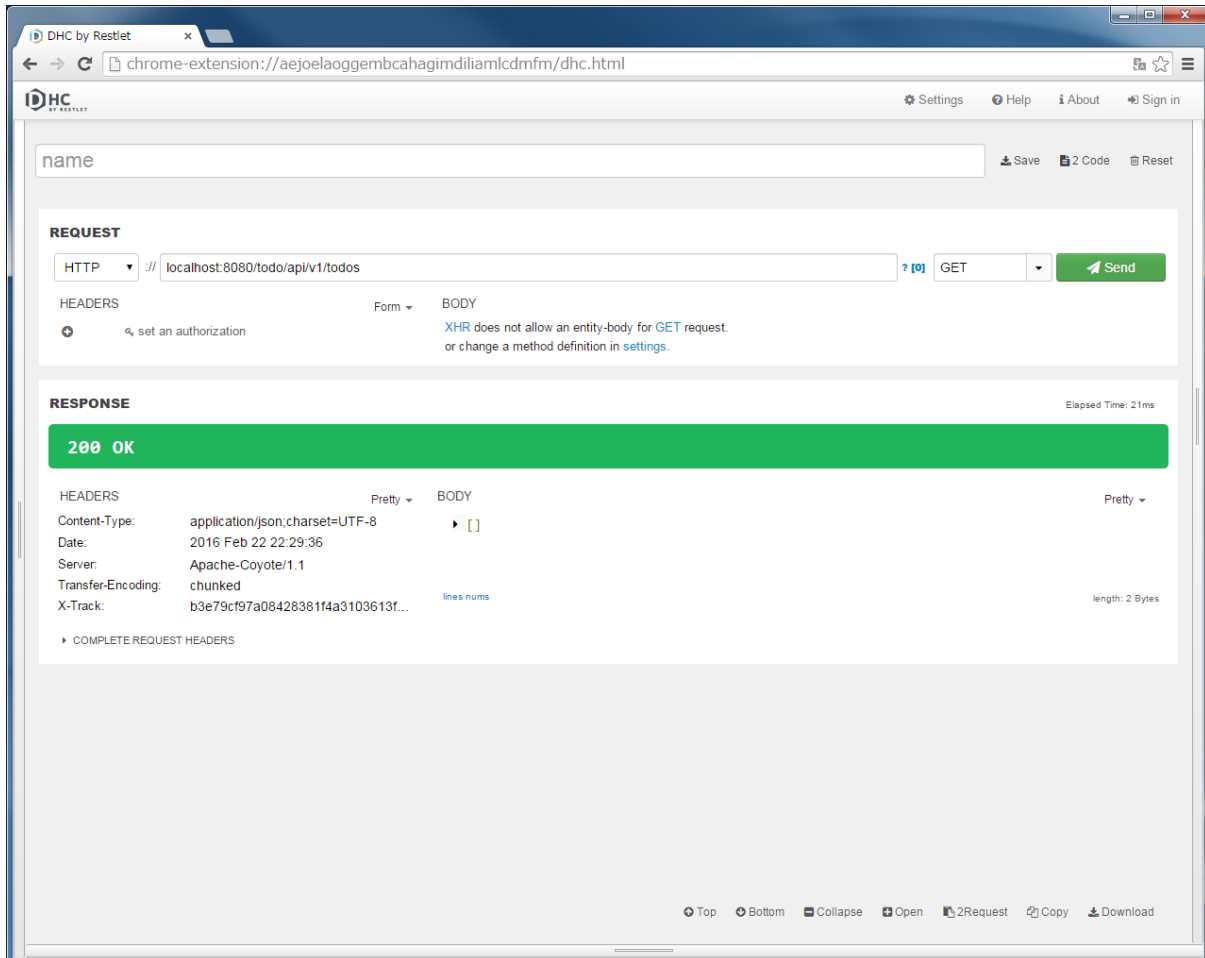 DHC by Restlet
chrome-extension://aejoelaoggembcahagimdiliamlcdmfm/dhc.html
DHC
BY RESTLET
Settings Help About Sign in
name
Save 2 Code Reset
REQUEST
HTTP :// localhost:8080/todo/api/v1/todos ? [0] GET Send
HEADERS Form BODY
set an authorization
XHR does not allow an entity-body for GET request.
or change a method definition in settings.
RESPONSE
Elapsed Time: 21ms
200 OK
HEADERS Pretty BODY Pretty
Content-Type: application/json;charset=UTF-8
[]
Date: 2016 Feb 22 22:29:36
Server: Apache-Coyote/1.1
Transfer-Encoding: chunked
X-Track: b3e79cf97a08428381f4a3103613f...
lines nums length: 2 Bytes
COMPLETE REQUEST HEADERS
Top Bottom Collapse Open 2Request Copy Download